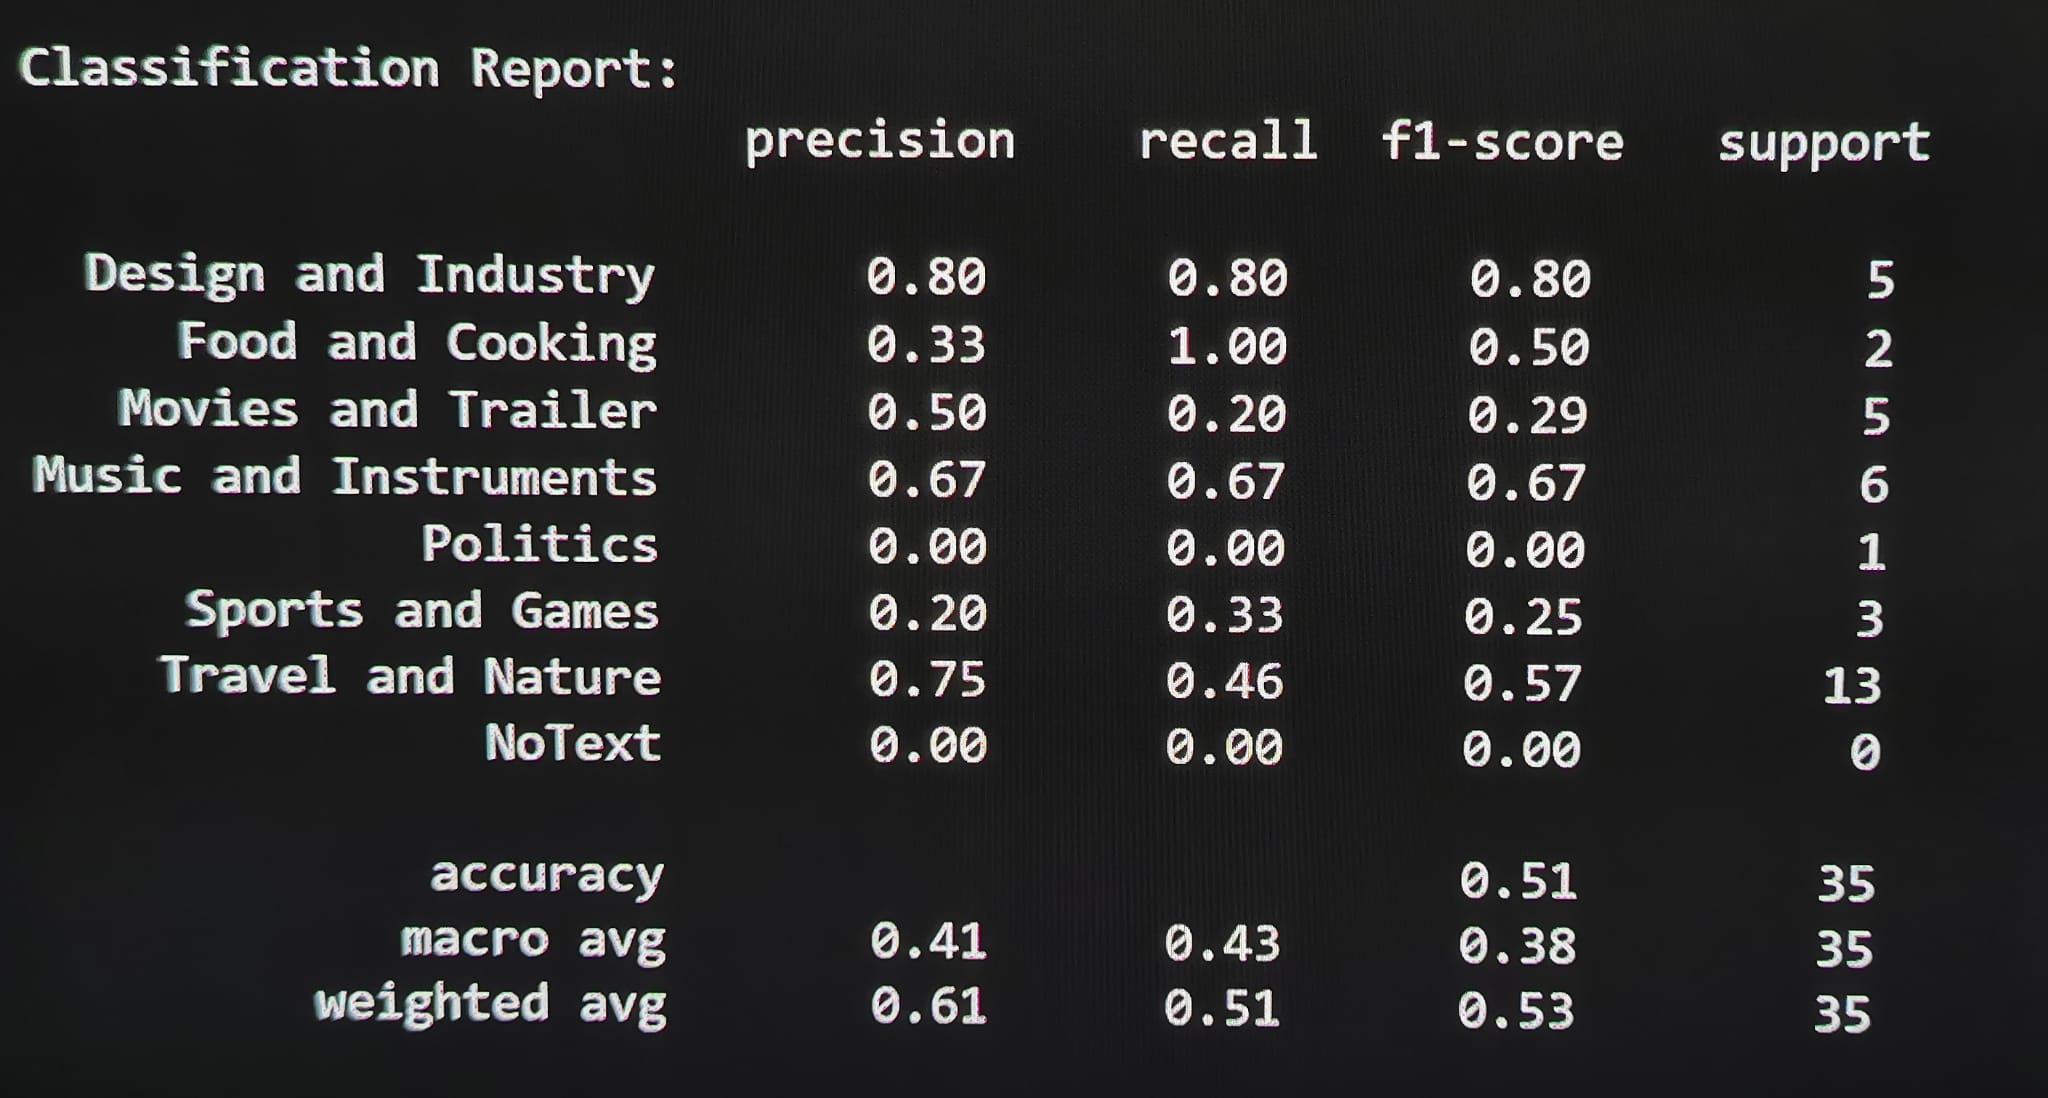 Classification Report:
precision recall f1-score support
Design and Industry 0.80 0.80 0.80 5
Food and Cooking 0.33 1.00 0.50 2
Movies and Trailer 0.50 0.20 0.29 5
Music and Instruments 0.67 0.67 0.67 6
Politics 0.00 0.00 0.00 1
Sports and Games 0.20 0.33 0.25 3
Travel and Nature 0.75 0.46 0.57 13
NoText 0.00 0.00 0.00 0
accuracy 0.51 35
macro avg 0.41 0.43 0.38 35
weighted avg 0.61 0.51 0.53 35